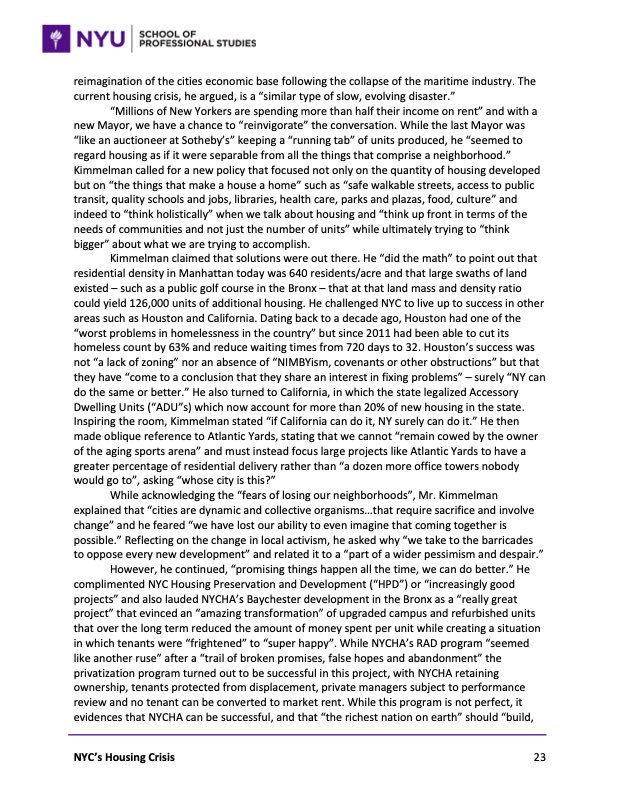 NYU
SCHOOL OF
PROFESSIONAL STUDIES
reimagination of the cities economic base following the collapse of the maritime industry. The
current housing crisis, he argued, is a “similar type of slow, evolving disaster.”
“Millions of New Yorkers are spending more than half their income on rent” and with a
new Mayor, we have a chance to “reinvigorate” the conversation. While the last Mayor was
“like an auctioneer at Sotheby’s” keeping a “running tab” of units produced, he “seemed to
regard housing as if it were separable from all the things that comprise a neighborhood.”
Kimmelman called for a new policy that focused not only on the quantity of housing developed
but on “the things that make a house a home” such as “safe walkable streets, access to public
transit, quality schools and jobs, libraries, health care, parks and plazas, food, culture” and
indeed to “think holistically” when we talk about housing and “think up front in terms of the
needs of communities and not just the number of units” while ultimately trying to “think
bigger” about what we are trying to accomplish.
Kimmelman claimed that solutions were out there. He “did the math” to point out that
residential density in Manhattan today was 640 residents/acre and that large swaths of land
existed – such as a public golf course in the Bronx – that at that land mass and density ratio
could yield 126,000 units of additional housing. He challenged NYC to live up to success in other
areas such as Houston and California. Dating back to a decade ago, Houston had one of the
“worst problems in homelessness in the country” but since 2011 had been able to cut its
homeless count by 63% and reduce waiting times from 720 days to 32. Houston’s success was
not “a lack of zoning” nor an absence of “NIMBYism, covenants or other obstructions” but that
they have “come to a conclusion that they share an interest in fixing problems” – surely “NY can
do the same or better.” He also turned to California, in which the state legalized Accessory
Dwelling Units (“ADU”s) which now account for more than 20% of new housing in the state.
Inspiring the room, Kimmelman stated “if California can do it, NY surely can do it.” He then
made oblique reference to Atlantic Yards, stating that we cannot “remain cowed by the owner
of the aging sports arena” and must instead focus large projects like Atlantic Yards to have a
greater percentage of residential delivery rather than “a dozen more office towers nobody
would go to”, asking “whose city is this?”
While acknowledging the “fears of losing our neighborhoods”, Mr. Kimmelman
explained that “cities are dynamic and collective organisms…that require sacrifice and involve
change” and he feared “we have lost our ability to even imagine that coming together is
possible.” Reflecting on the change in local activism, he asked why “we take to the barricades
to oppose every new development” and related it to a “part of a wider pessimism and despair.”
However, he continued, “promising things happen all the time, we can do better.” He
complimented NYC Housing Preservation and Development (“HPD”) or “increasingly good
projects” and also lauded NYCHA’s Baychester development in the Bronx as a “really great
project” that evinced an “amazing transformation” of upgraded campus and refurbished units
that over the long term reduced the amount of money spent per unit while creating a situation
in which tenants were “frightened” to “super happy”. While NYCHA’s RAD program “seemed
like another ruse” after a “trail of broken promises, false hopes and abandonment” the
privatization program turned out to be successful in this project, with NYCHA retaining
ownership, tenants protected from displacement, private managers subject to performance
review and no tenant can be converted to market rent. While this program is not perfect, it
evidences that NYCHA can be successful, and that “the richest nation on earth” should “build,
NYC’s Housing Crisis
23